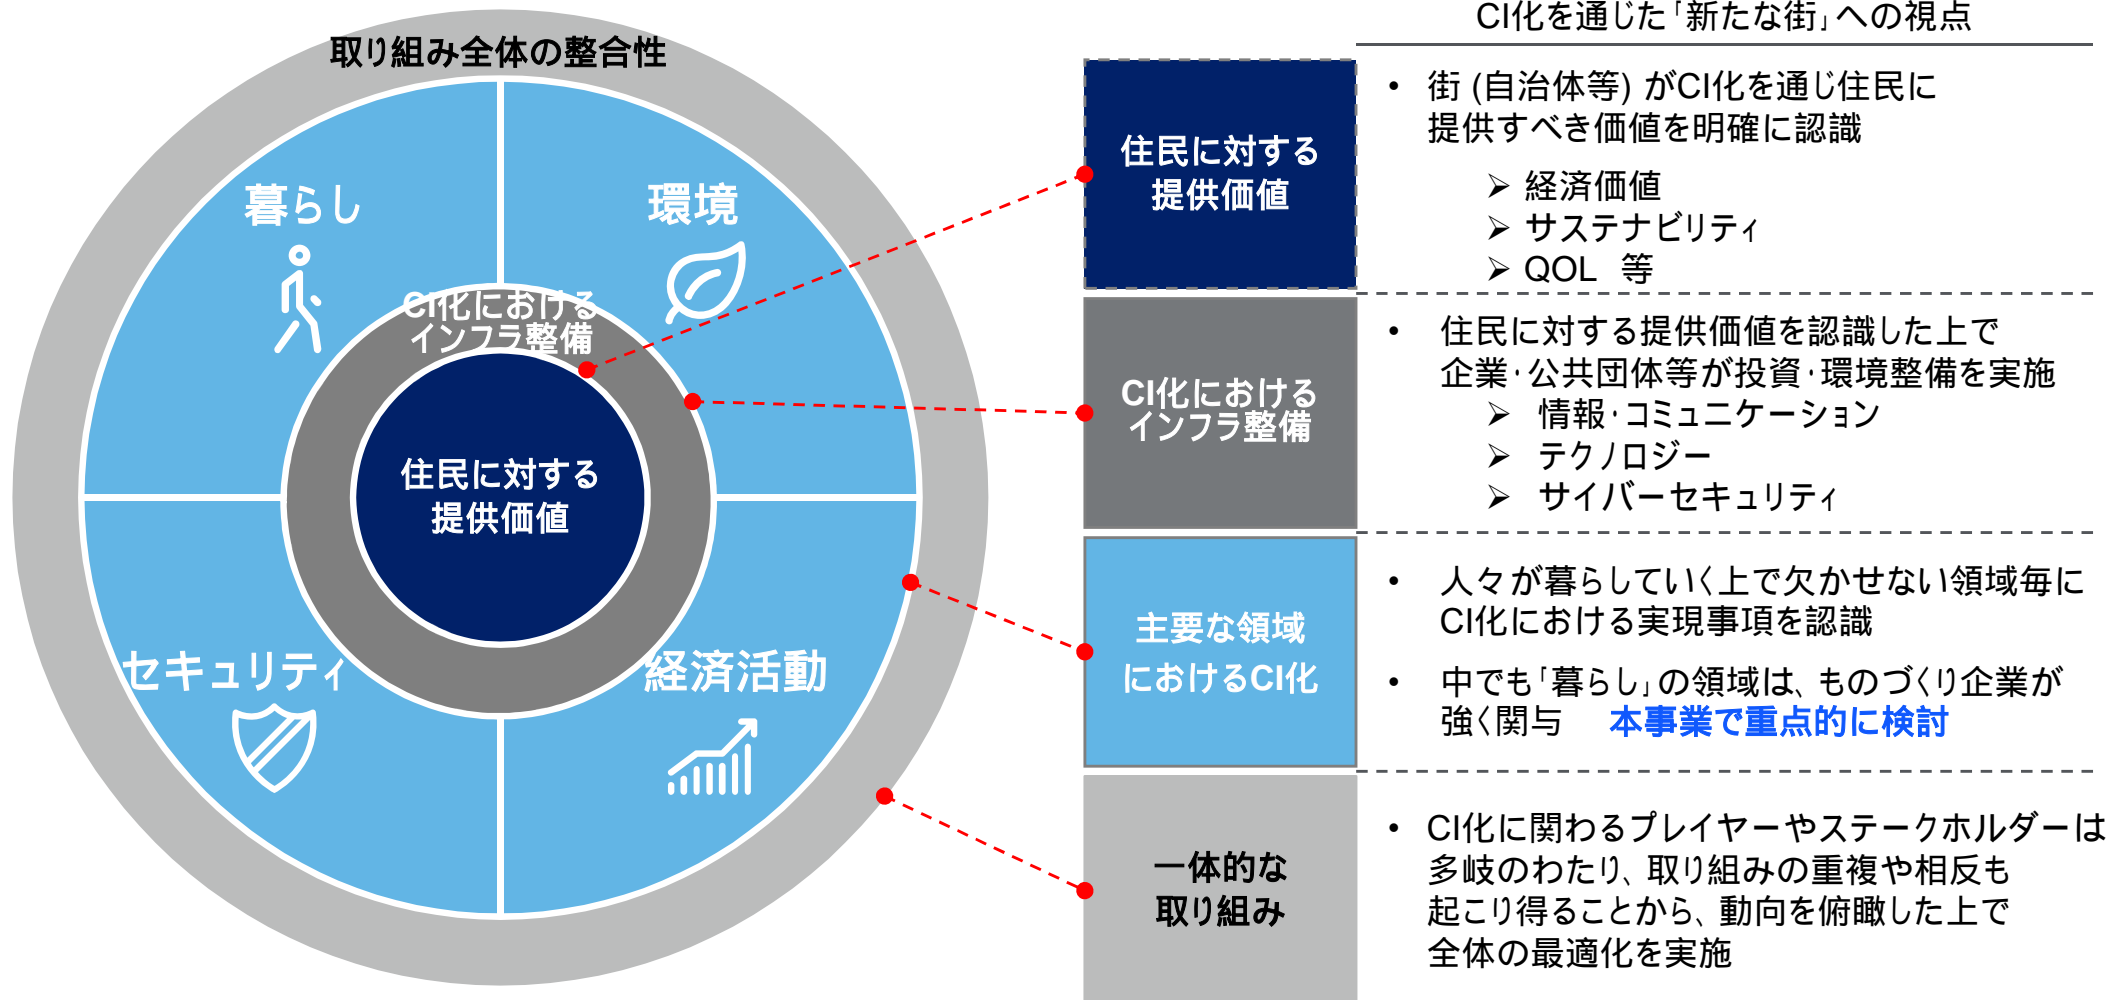 取り組み全体の整合性
暮らし
環境
CI化における
インフラ整備
住民に対する
提供価値
セキュリティ
経済活動
CI化を通じた「新たな街」への視点
住民に対する
提供価値
• 街 (自治体等) がCI化を通じ住民に
提供すべき価値を明確に認識
➢ 経済価値
➢ サステナビリティ
➢ QOL 等
CI化における
インフラ整備
• 住民に対する提供価値を認識した上で
企業・公共団体等が投資・環境整備を実施
➢ 情報・コミュニケーション
➢ テクノロジー
➢ サイバーセキュリティ
主要な領域
におけるCI化
• 人々が暮らしていく上で欠かせない領域毎に
CI化における実現事項を認識
• 中でも「暮らし」の領域は、ものづくり企業が
強く関与 本事業で重点的に検討
一体的な
取り組み
• CI化に関わるプレイヤーやステークホルダーは
多岐のわたり、取り組みの重複や相反も
起こり得ることから、動向を俯瞰した上で
全体の最適化を実施